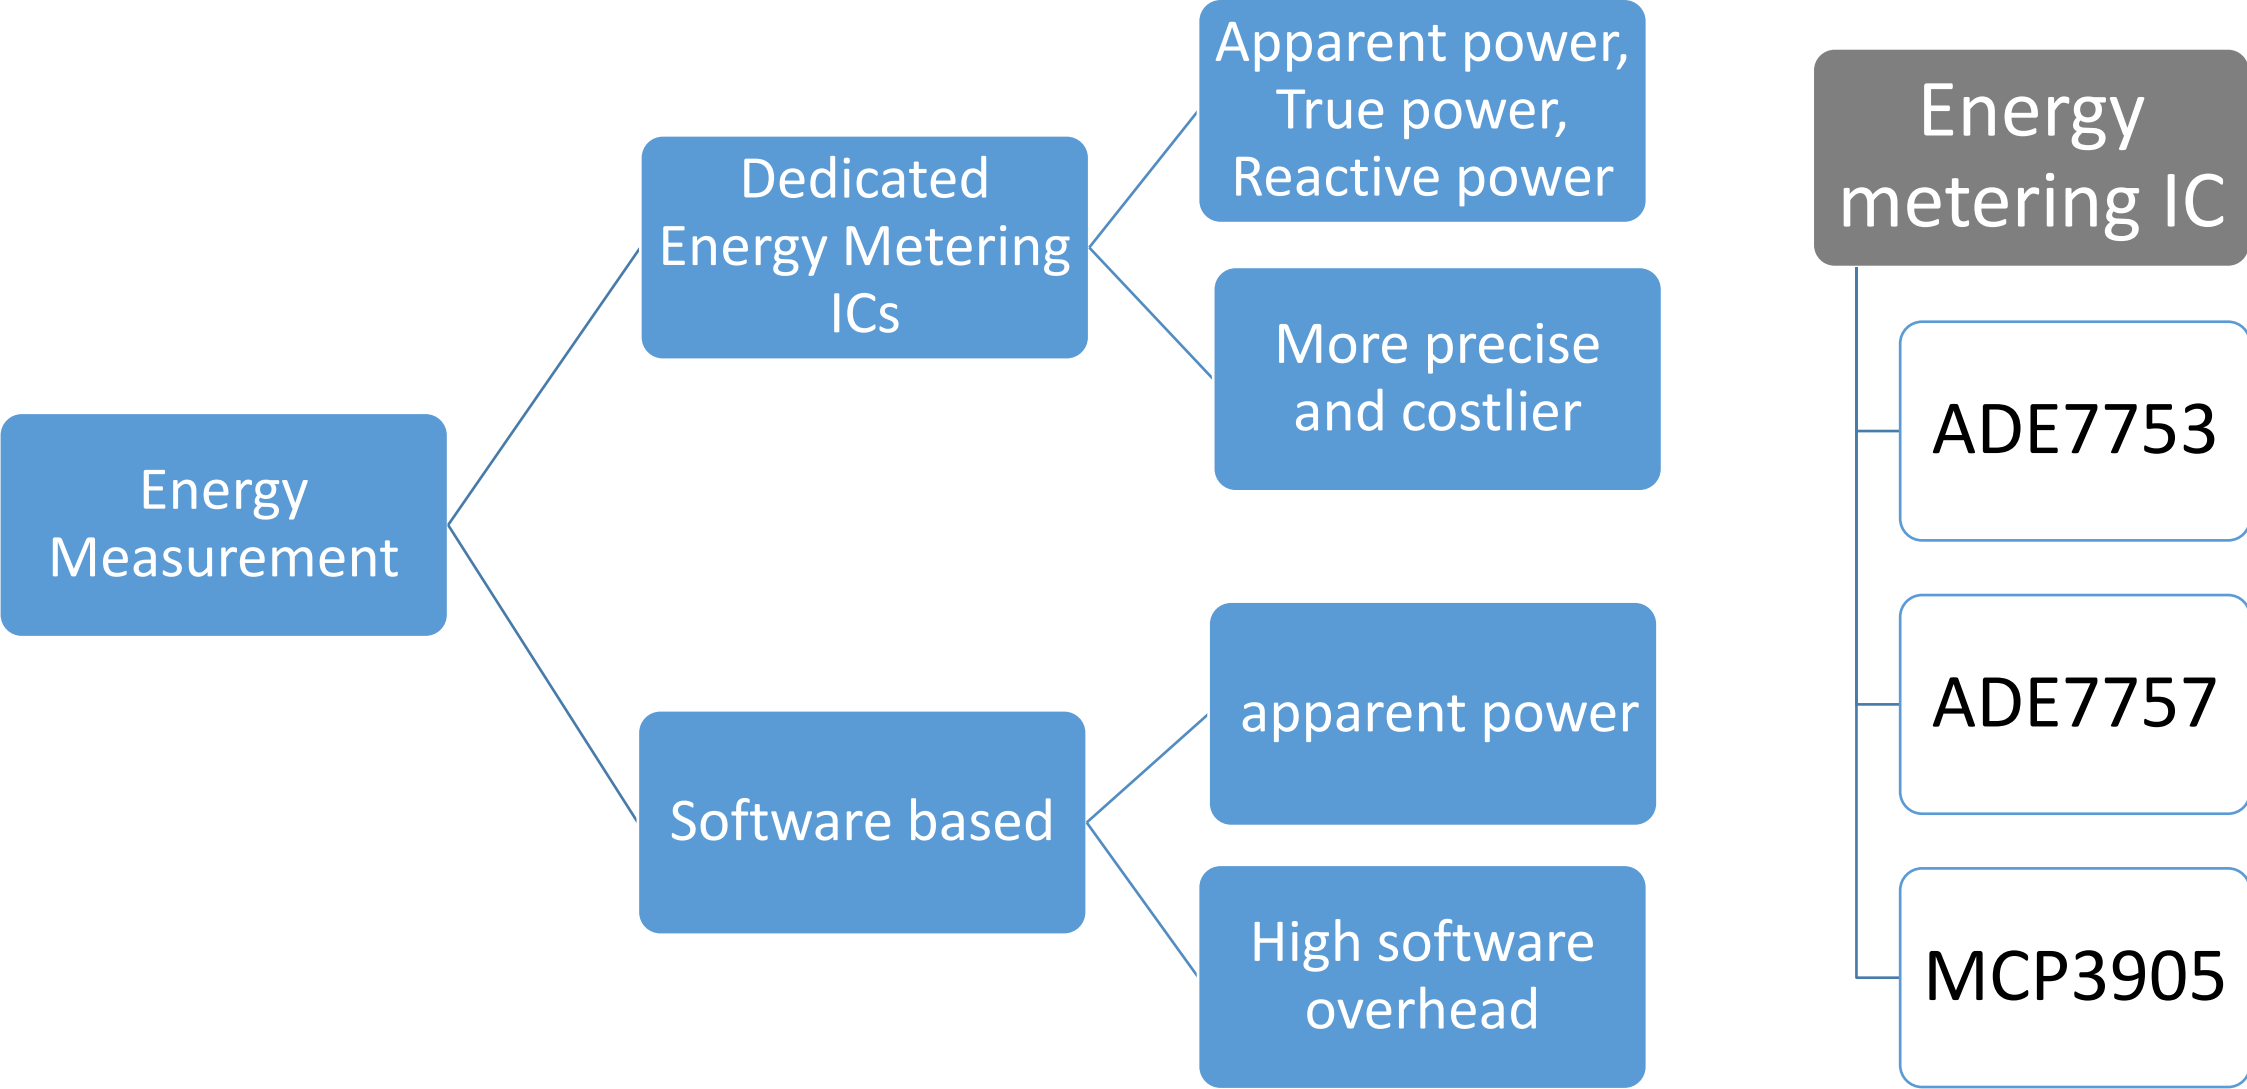 Energy
Measurement
Dedicated
Energy Metering
ICs
Apparent power,
True power,
Reactive power
More precise
and costlier
Software based
apparent power
High software
overhead
Energy
metering IC
ADE7753
ADE7757
MCP3905